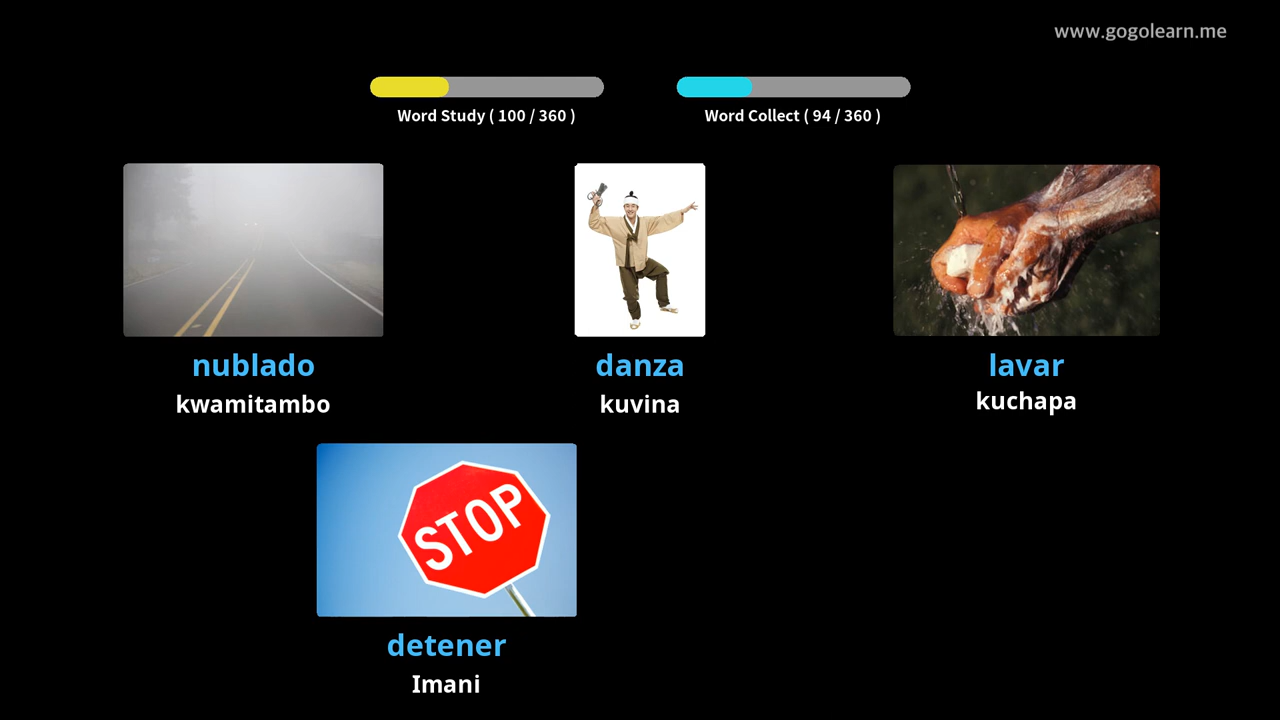 www.gogolearn.me
Word Study ( 100 / 360 )
Word Collect ( 94 / 360 )
nublado
kwamitambo
danza
kuvina
lavar
kuchapa
STOP
detener
Imani